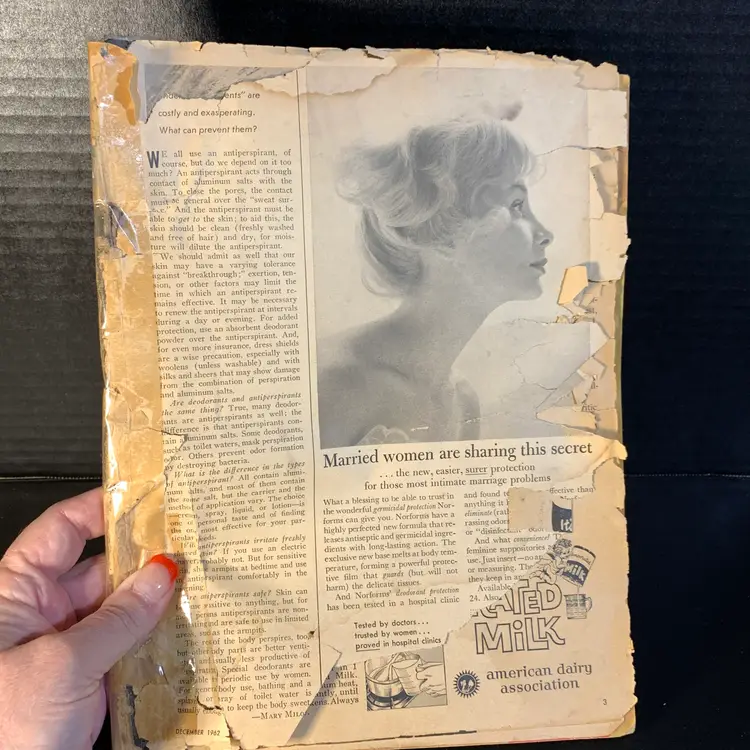 ents" are
costly and exasperating.
What can prevent them?
WE all use an antiperspirant, of
course, but do we depend on it too
much? An antiperspirant acts through
contact of aluminum salts with the
skin. To close the pores, the contact
must be general over the "sweat sur-
And the antiperspirant must be
able to get to the skin; to aid this, the
skin should be clean (freshly washed
and free of hair) and dry, for mois-
ture will dilute the antiperspirant.
We should admit as well that our
skin may have a varying tolerance
against "breakthrough;" exertion, ten-
sion, or other factors may limit the
time in which an antiperspirant re-
mains effective. It may be necessary
to renew the antiperspirant at intervals
during a day or evening. For added
protection, use an absorbent deodorant
powder over the antiperspirant. And,
for even more insurance, dress shields
are a wise precaution, especially with
woolens (unless washable) and with
silks and sheers that may show damage
from the combination of perspiration
and aluminum salts.
Are deodorants and antiperspirants
the same thing? True, many deodor-
ants are antiperspirants as well; the
difference is that antiperspirants con-
tain aluminum salts. Some deodorants,
such as toilet waters, mask perspiration
odor. Others prevent odor formation
by destroying bacteria.
What is the difference in the types
of antiperspirant? All contain alumi-
num salts, and most of them contain
the same salt, but the carrier and the
method of application vary. The choice
cream, spray, liquid, or lotion—is
one of personal taste and of finding
the one most effective for your par-
ticular needs.
Will antiperspirants irritate freshly
skin? If you use an electric
shaver probably not. But for sensitive
skins, shave armpits at bedtime and use
antiperspirant comfortably in the
morning.
safe? Skin can
be sensitive to anything, but for
most persons antiperspirants are non-
irritating and are safe to use in limited
areas, such as the armpit.
The rest of the body perspires, too,
but other body parts are better venti-
lated and usually less productive of
Special deodorants are
available for periodic use by women.
For general body use, bathing and a
splash or spray of toilet water is
usually to keep the body sweet.
—MARY MILO
DECEMBER 1962
Married women are sharing this secret
. . . the new, easier, surer protection
for those most intimate marriage problems
What a blessing to be able to trust in
the wonderful germicidal protection Nor-
forms can give you. Norforms have a
highly perfected new formula that re-
leases antiseptic and germicidal ingre-
dients with long-lasting action. The
exclusive new base melts at body tem-
perature, forming a powerful protec-
tive film that guards (but will not
harm) the delicate tissues.
And Norforms' deodorant protection
has been tested in a hospital clinic
and found to effective than
anything it
eliminate
or
And what convenience!
feminine suppositories
use. Just insert—no
or measuring. The
they keep in
Available
24. Also
Tested by doctors . . .
trusted by women . . .
proved in hospital clinics
in 1
Milk.
heat,
until
Always
It's
Milk
ATED
MiLK
american dairy
association
3